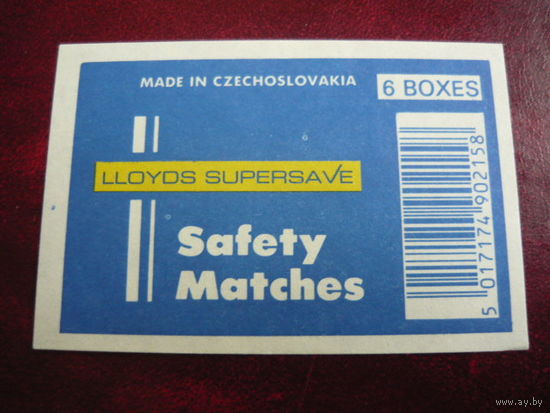 MADE IN CZECHOSLOVAKIA
6 BOXES
LLOYDS SUPERSAVE
Safety
Matches
5 017174 902158
www.ay.by